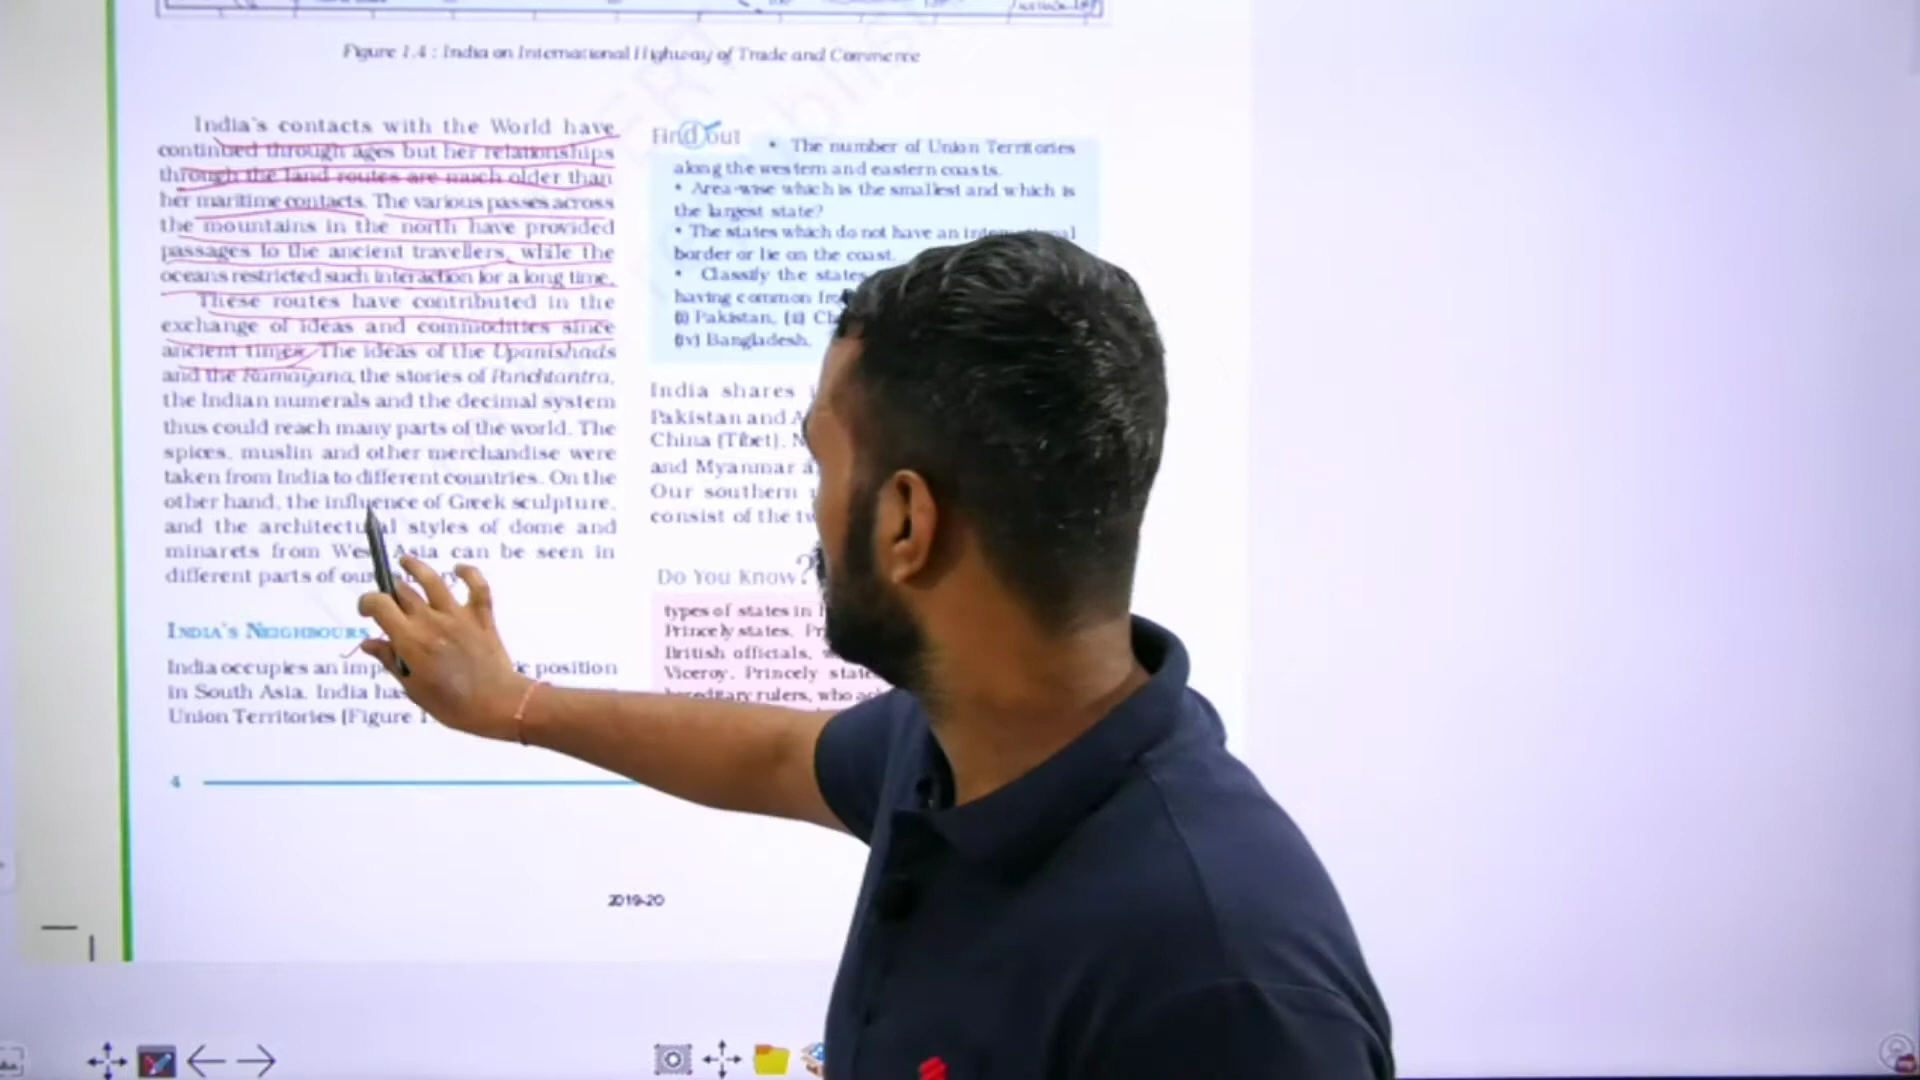 Figure 1.4 : India on International Highway of Trade and Commerce
India's contacts with the World have
continued through ages but her relationships
through the land routes are much older than
her maritime contacts. The various passes across
the mountains in the north have provided
passages to the ancient travellers, while the
oceans restricted such interaction for a long time.
These routes have contributed in the
exchange of ideas and commodities since
ancient times. The ideas of the Upanishads
and the Ramayana, the stories of Panchtantra,
the Indian numerals and the decimal system
thus could reach many parts of the world. The
spices, muslin and other merchandise were
taken from India to different countries. On the
other hand, the influence of Greek sculpture,
and the architectural styles of dome and
minarets from West Asia can be seen in
different parts of our
INDIA'S NEIGHBOURS
India occupies an position
in South Asia. India has
Union Territories (Figure
4
Find out
• The number of Union Territories
along the western and eastern coasts.
• Area-wise which is the smallest and which is
the largest state?
• The states which do not have an international
border or lie on the coast.
• Classify the states
having common
(i) Pakistan, (ii)
(iv) Bangladesh.
India shares
Pakistan and
China (Tibet),
and Myanmar
Our southern
consist of the
Do You Know?
types of states in
Princely states.
British officials,
Viceroy. Princely
hereditary rulers, who
2019-20